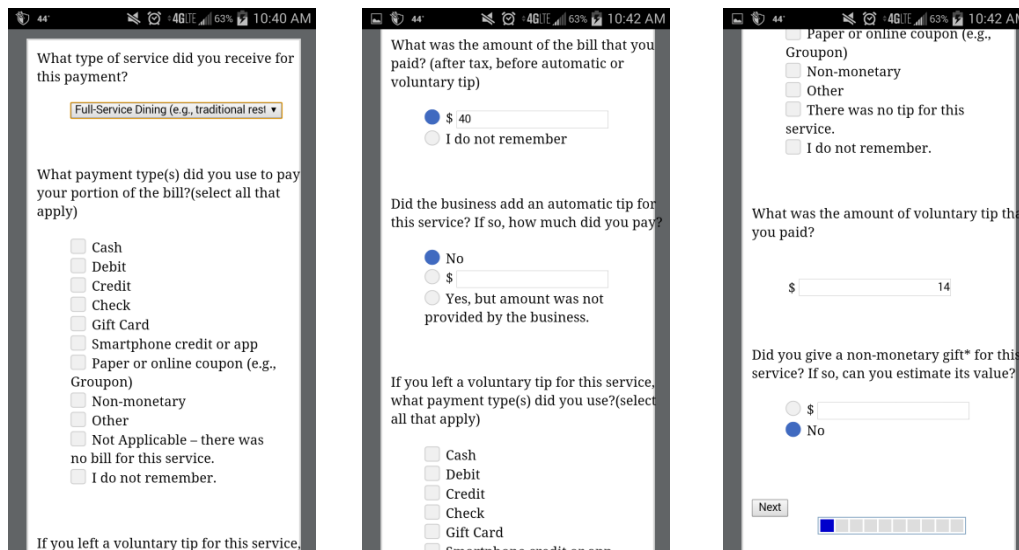 44°
4G LTE 63% 10:40 AM
What type of service did you receive for
this payment?
Full-Service Dining (e.g., traditional rest
What payment type(s) did you use to pay
your portion of the bill?(select all that
apply)
Cash
Debit
Credit
Check
Gift Card
Smartphone credit or app
Paper or online coupon (e.g.,
Groupon)
Non-monetary
Other
Not Applicable – there was
no bill for this service.
I do not remember.
If you left a voluntary tip for this service,
44°
4G LTE 63% 10:42 AM
What was the amount of the bill that you
paid? (after tax, before automatic or
voluntary tip)
$ 40
I do not remember
Did the business add an automatic tip for
this service? If so, how much did you pay?
No
$
Yes, but amount was not
provided by the business.
If you left a voluntary tip for this service,
what payment type(s) did you use?(select
all that apply)
Cash
Debit
Credit
Check
Gift Card
Smartphone credit or app
44°
4G LTE 63% 10:42 AM
Paper or online coupon (e.g.,
Groupon)
Non-monetary
Other
There was no tip for this
service.
I do not remember.
What was the amount of voluntary tip tha
you paid?
$ 14
Did you give a non-monetary gift* for this
service? If so, can you estimate its value?
$
No
Next